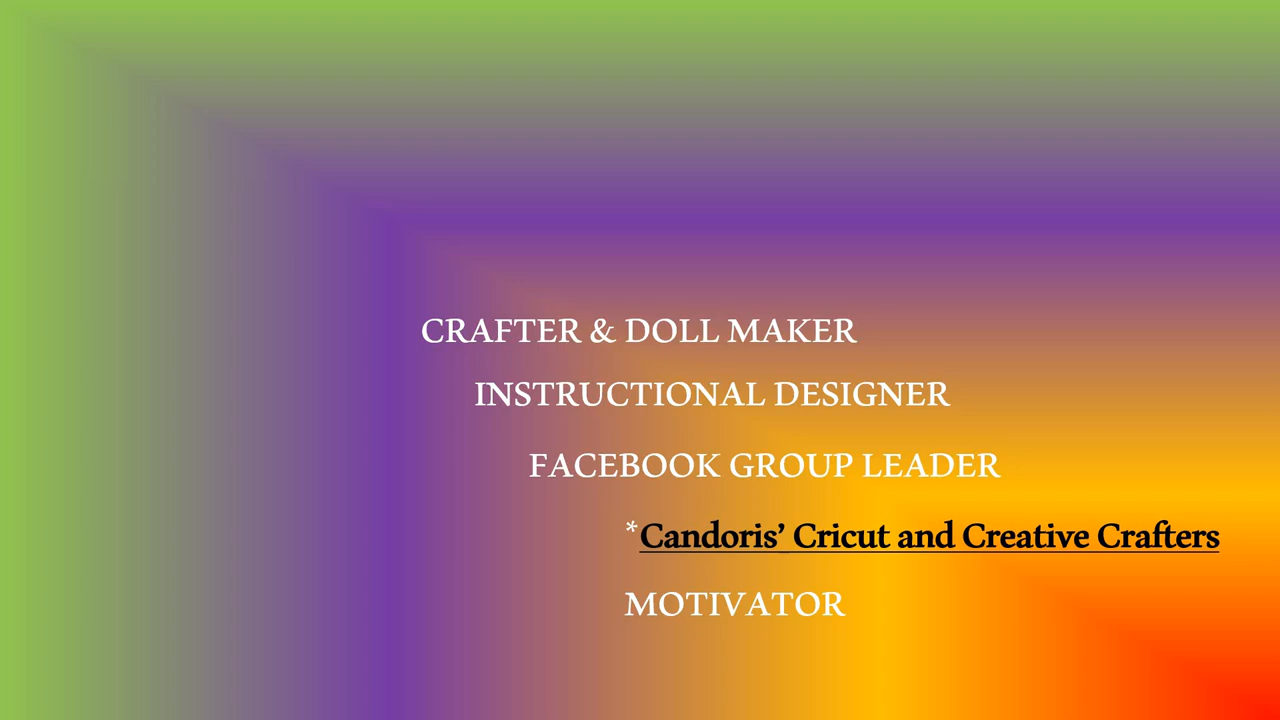 CRAFTER & DOLL MAKER
INSTRUCTIONAL DESIGNER
FACEBOOK GROUP LEADER
*Candoris’ Cricut and Creative Crafters
MOTIVATOR